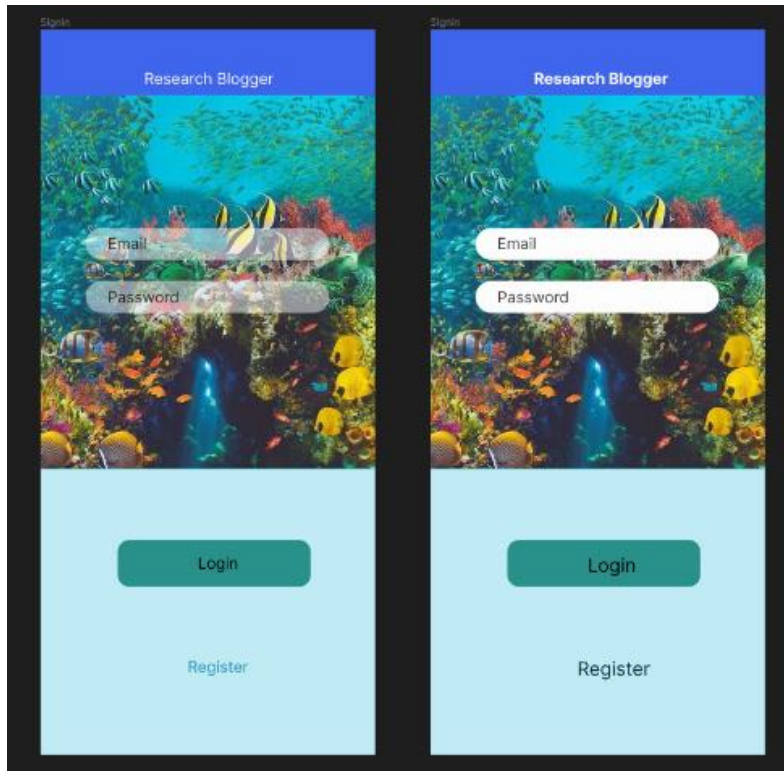 Signin
Research Blogger
Email
Password
Login
Register
Signin
Research Blogger
Email
Password
Login
Register